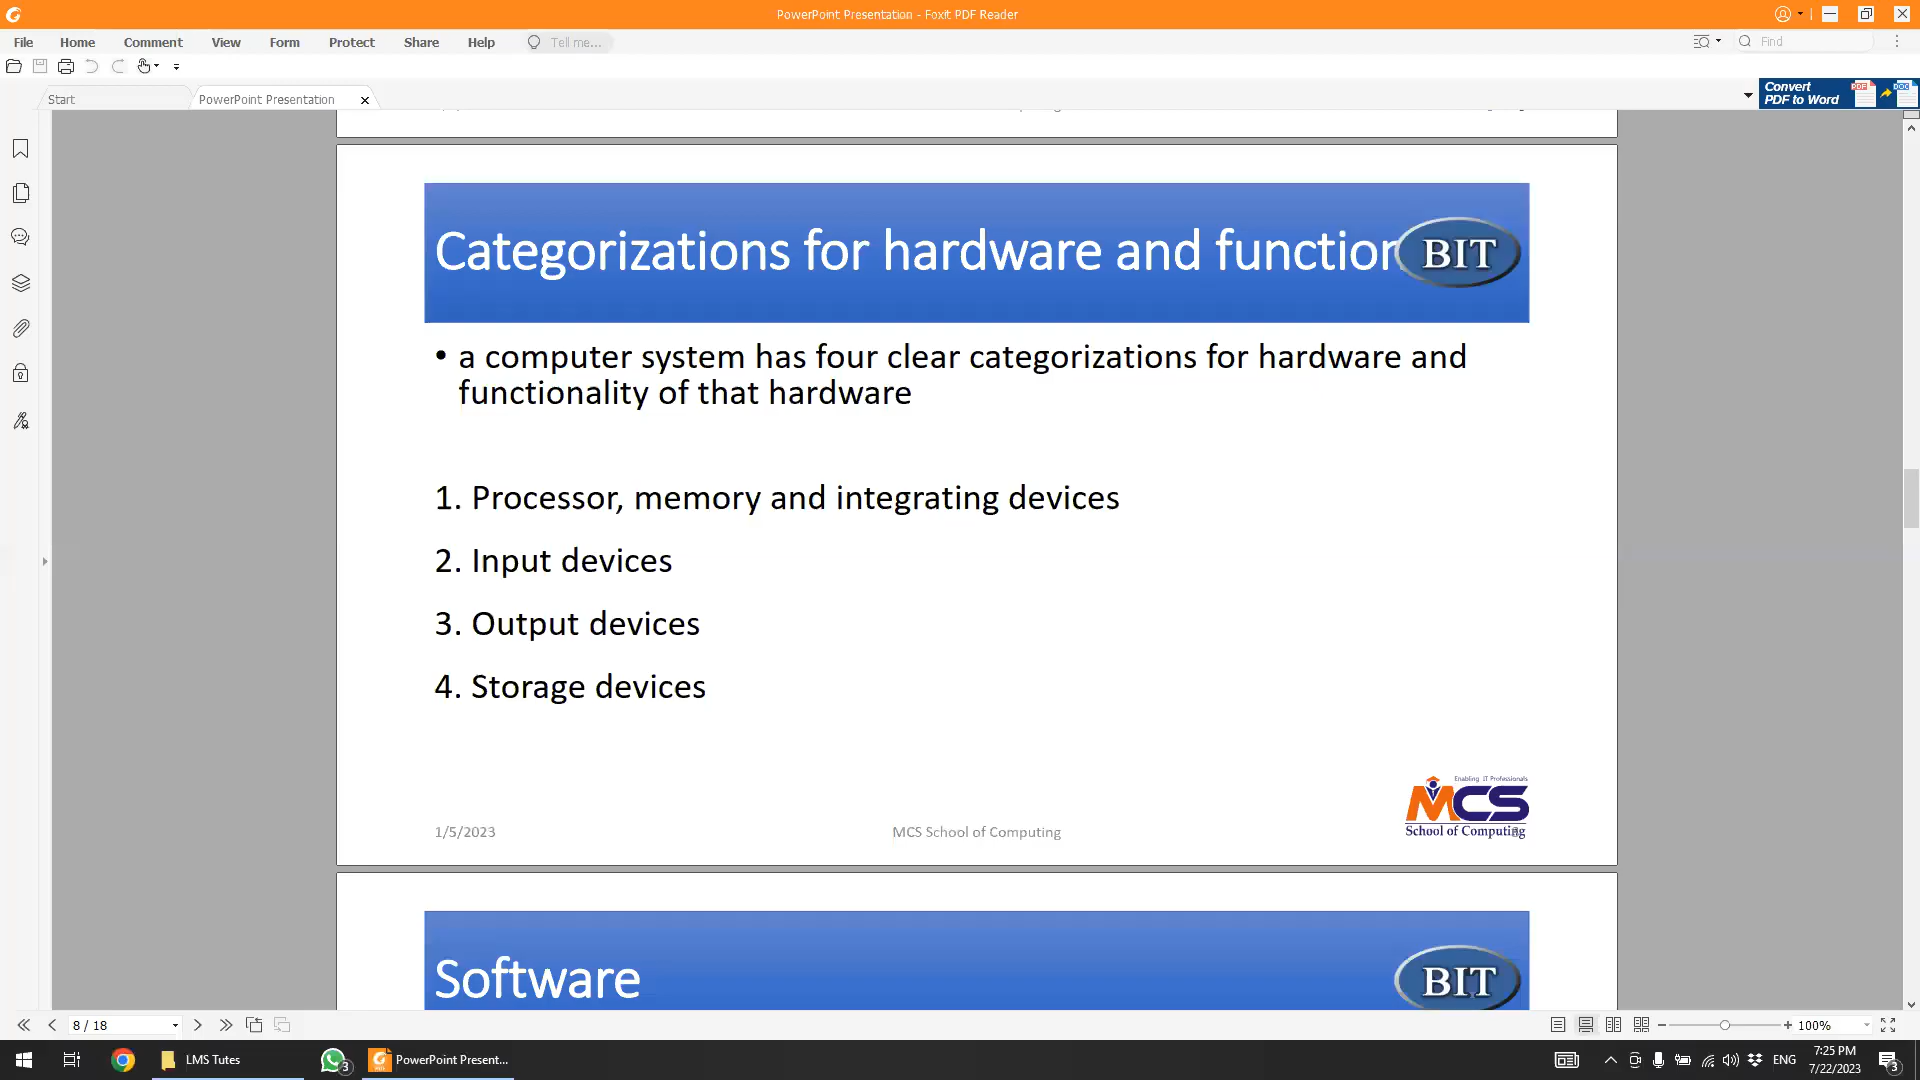 PowerPoint Presentation - Foxit PDF Reader
File Home Comment View Form Protect Share Help Tell me... Find
Start PowerPoint Presentation
Convert
PDF to Word
Categorizations for hardware and function
BIT
• a computer system has four clear categorizations for hardware and
functionality of that hardware
1. Processor, memory and integrating devices
2. Input devices
3. Output devices
4. Storage devices
Enabling IT Professionals
MCS
School of Computing
1/5/2023 MCS School of Computing
Software
BIT
8 / 18 100%
LMS Tutes 3 PowerPoint Present... ENG
7:25 PM
7/22/2023
3